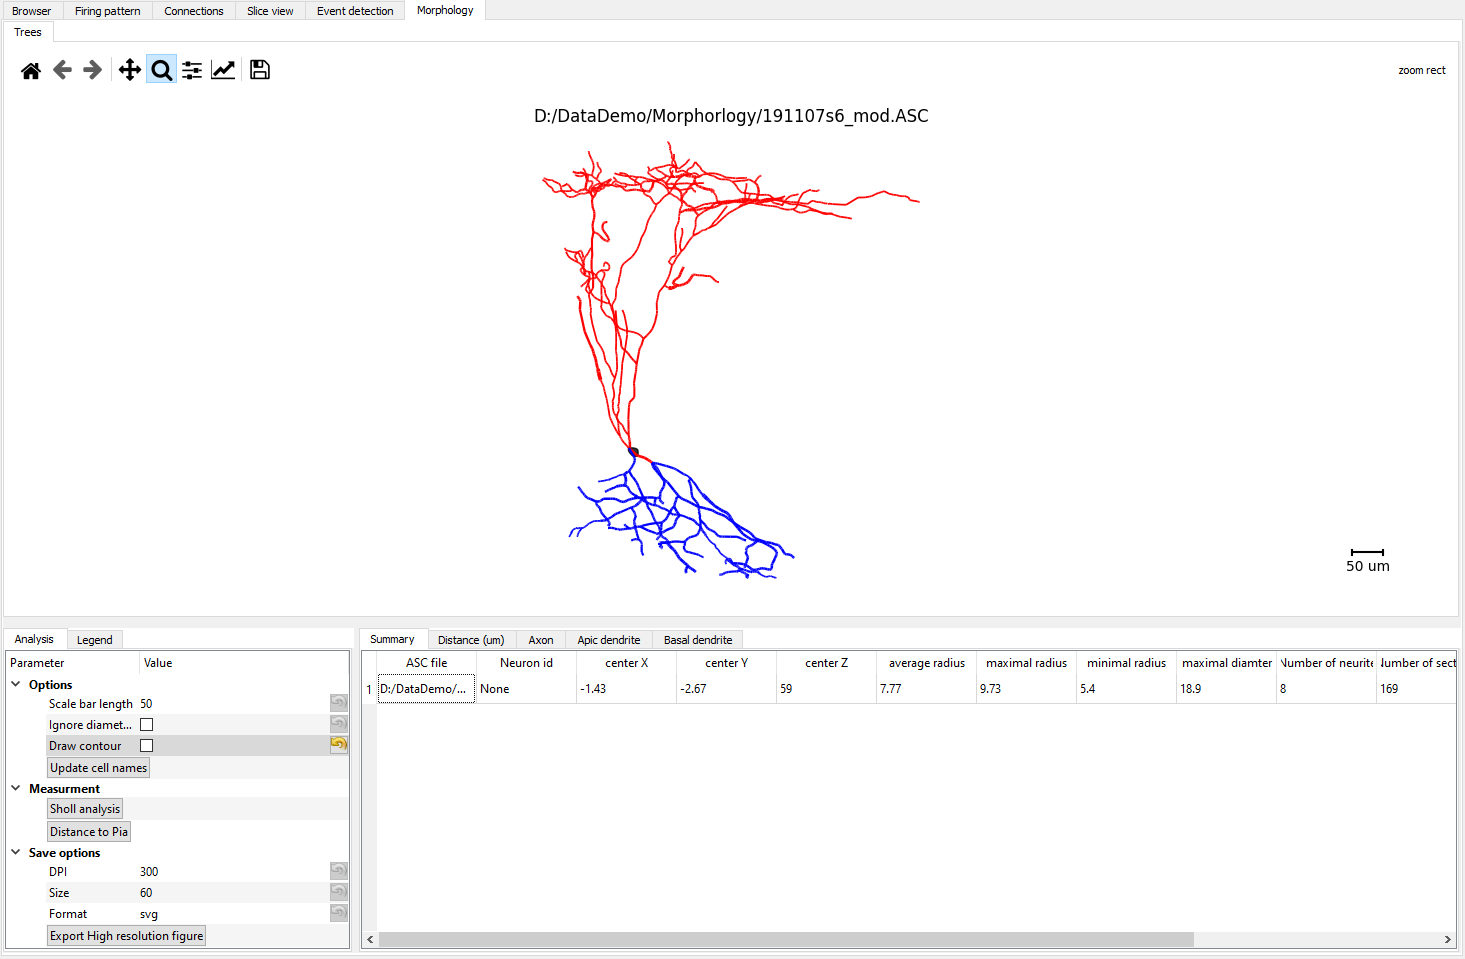 Browser Firing pattern Connections Slice view Event detection Morphology
Trees
zoom rect
D:/DataDemo/Morphorlogy/191107s6_mod.ASC
50 um
Analysis Legend
Parameter Value
Options
Scale bar length 50
Ignore diamet...
Draw contour
Update cell names
Measurment
Sholl analysis
Distance to Pia
Save options
DPI 300
Size 60
Format svg
Export High resolution figure
Summary Distance (um) Axon Apic dendrite Basal dendrite
ASC file Neuron id center X center Y center Z average radius maximal radius minimal radius maximal diamter Number of neurite Number of sect
1 D:/DataDemo/... None -1.43 -2.67 59 7.77 9.73 5.4 18.9 8 169